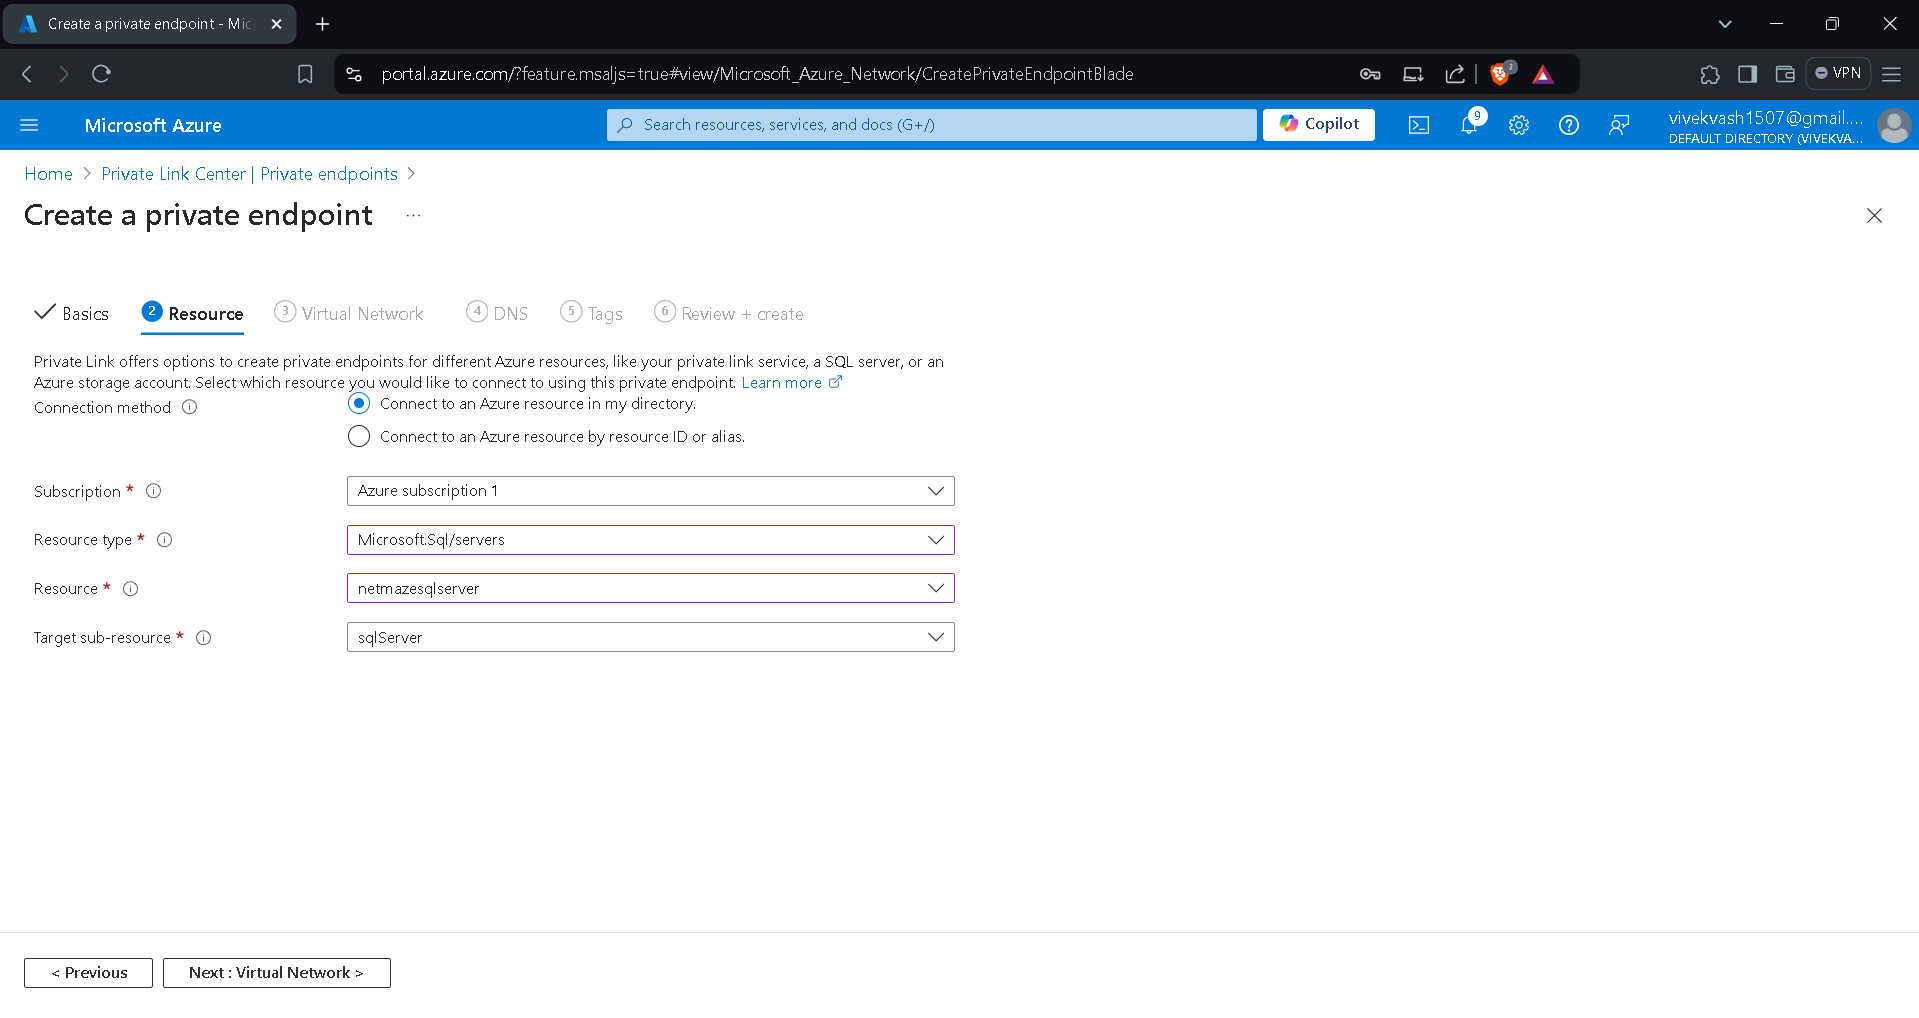 Create a private endpoint - Mic
portal.azure.com/?feature.msaljs=true#view/Microsoft_Azure_Network/CreatePrivateEndpointBlade
2
VPN
Microsoft Azure
Search resources, services, and docs (G+/)
Copilot
9
vivekvash1507@gmail....
DEFAULT DIRECTORY (VIVEKVA...
Home > Private Link Center | Private endpoints >
Create a private endpoint ...
Basics 2 Resource 3 Virtual Network 4 DNS 5 Tags 6 Review + create
Private Link offers options to create private endpoints for different Azure resources, like your private link service, a SQL server, or an
Azure storage account. Select which resource you would like to connect to using this private endpoint. Learn more
Connection method
Connect to an Azure resource in my directory.
Connect to an Azure resource by resource ID or alias.
Subscription * Azure subscription 1
Resource type * Microsoft.Sql/servers
Resource * netmazesqlserver
Target sub-resource * sqlServer
< Previous
Next : Virtual Network >